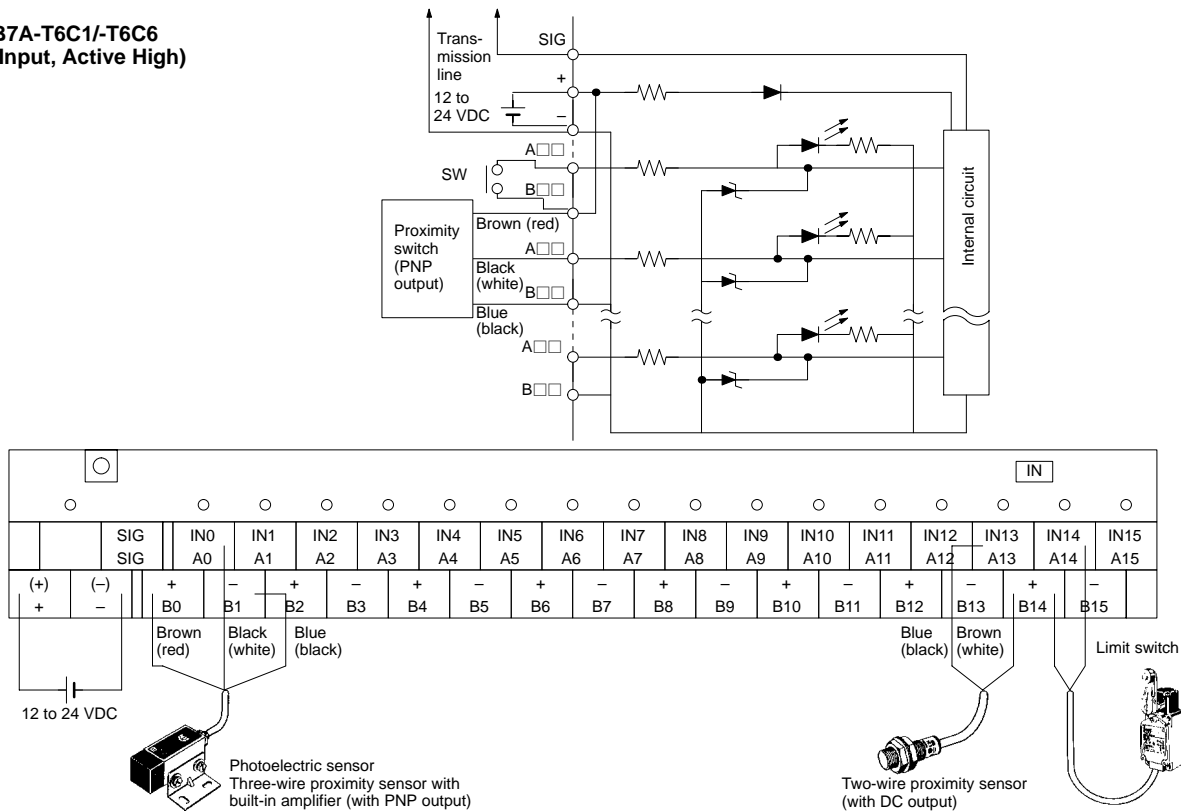 B7A-T6C1/-T6C6
Input, Active High)
Trans-
mission
line
SIG
+
12 to
24 VDC
–
A□□
SW
B□□
Brown (red)
Proximity
switch
(PNP
output)
A□□
Black
(white)
B□□
Blue
(black)
A□□
B□□
Internal circuit
IN
SIG IN0 IN1 IN2 IN3 IN4 IN5 IN6 IN7 IN8 IN9 IN10 IN11 IN12 IN13 IN14 IN15
SIG A0 A1 A2 A3 A4 A5 A6 A7 A8 A9 A10 A11 A12 A13 A14 A15
(+) (–) + – + – + – + – + – + – + – + –
+ – B0 B1 B2 B3 B4 B5 B6 B7 B8 B9 B10 B11 B12 B13 B14 B15
Brown
(red)
Black
(white)
Blue
(black)
Blue
(black)
Brown
(white)
Limit switch
12 to 24 VDC
Photoelectric sensor
Three-wire proximity sensor with
built-in amplifier (with PNP output)
Two-wire proximity sensor
(with DC output)